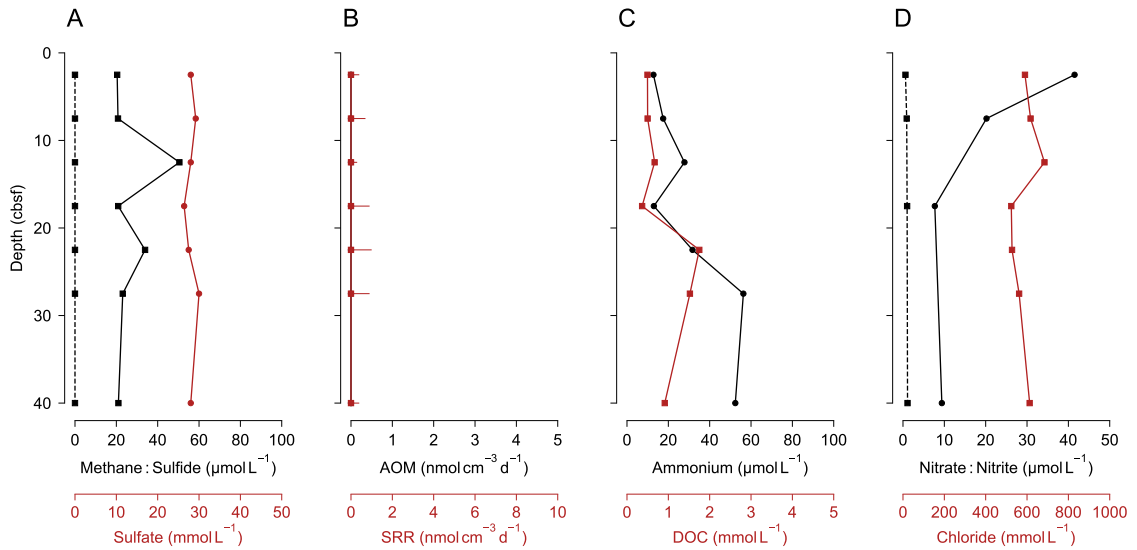 A B C D
0
10
20
30
40
Depth (cbsf)
0 20 40 60 80 100
0 1 2 3 4 5
0 20 40 60 80 100
0 10 20 30 40 50
Methane : Sulfide (µmol L⁻¹)
AOM (nmol cm⁻³ d⁻¹)
Ammonium (µmol L⁻¹)
Nitrate : Nitrite (µmol L⁻¹)
0 10 20 30 40 50
0 2 4 6 8 10
0 1 2 3 4 5
0 200 400 600 800 1000
Sulfate (mmol L⁻¹)
SRR (nmol cm⁻³ d⁻¹)
DOC (mmol L⁻¹)
Chloride (mmol L⁻¹)